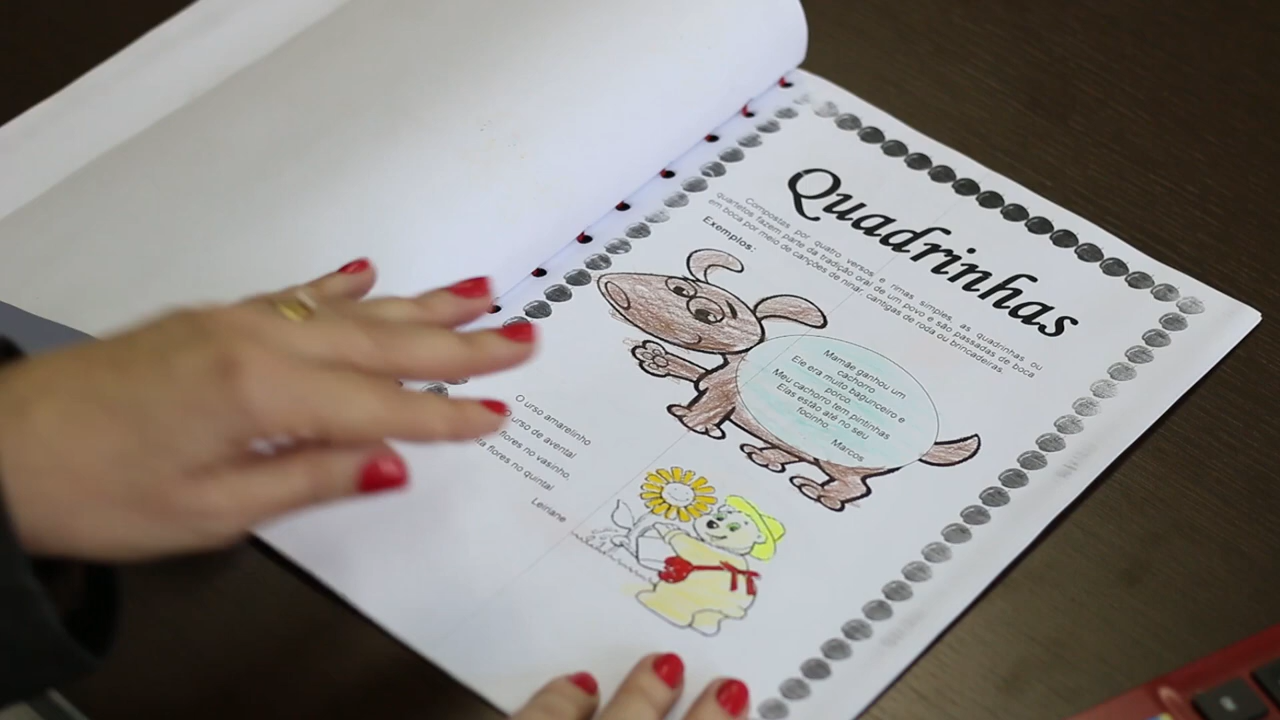 Quadrinhas
Compostas por quatro versos e rimas simples, as quadrinhas ou
quartetos fazem parte da tradição oral de um povo e são passadas de boca
em boca por meio de canções de ninar, cantigas de roda ou brincadeiras.
Exemplos:
Mamãe ganhou um
cachorro
Ele era muito bagunceiro e
porco
Meu cachorro tem pintinhas
Elas estão até no seu
focinho
Marcos
O urso amarelinho
O urso de avental
flores no vasinho,
flores no quintal
Leiriane